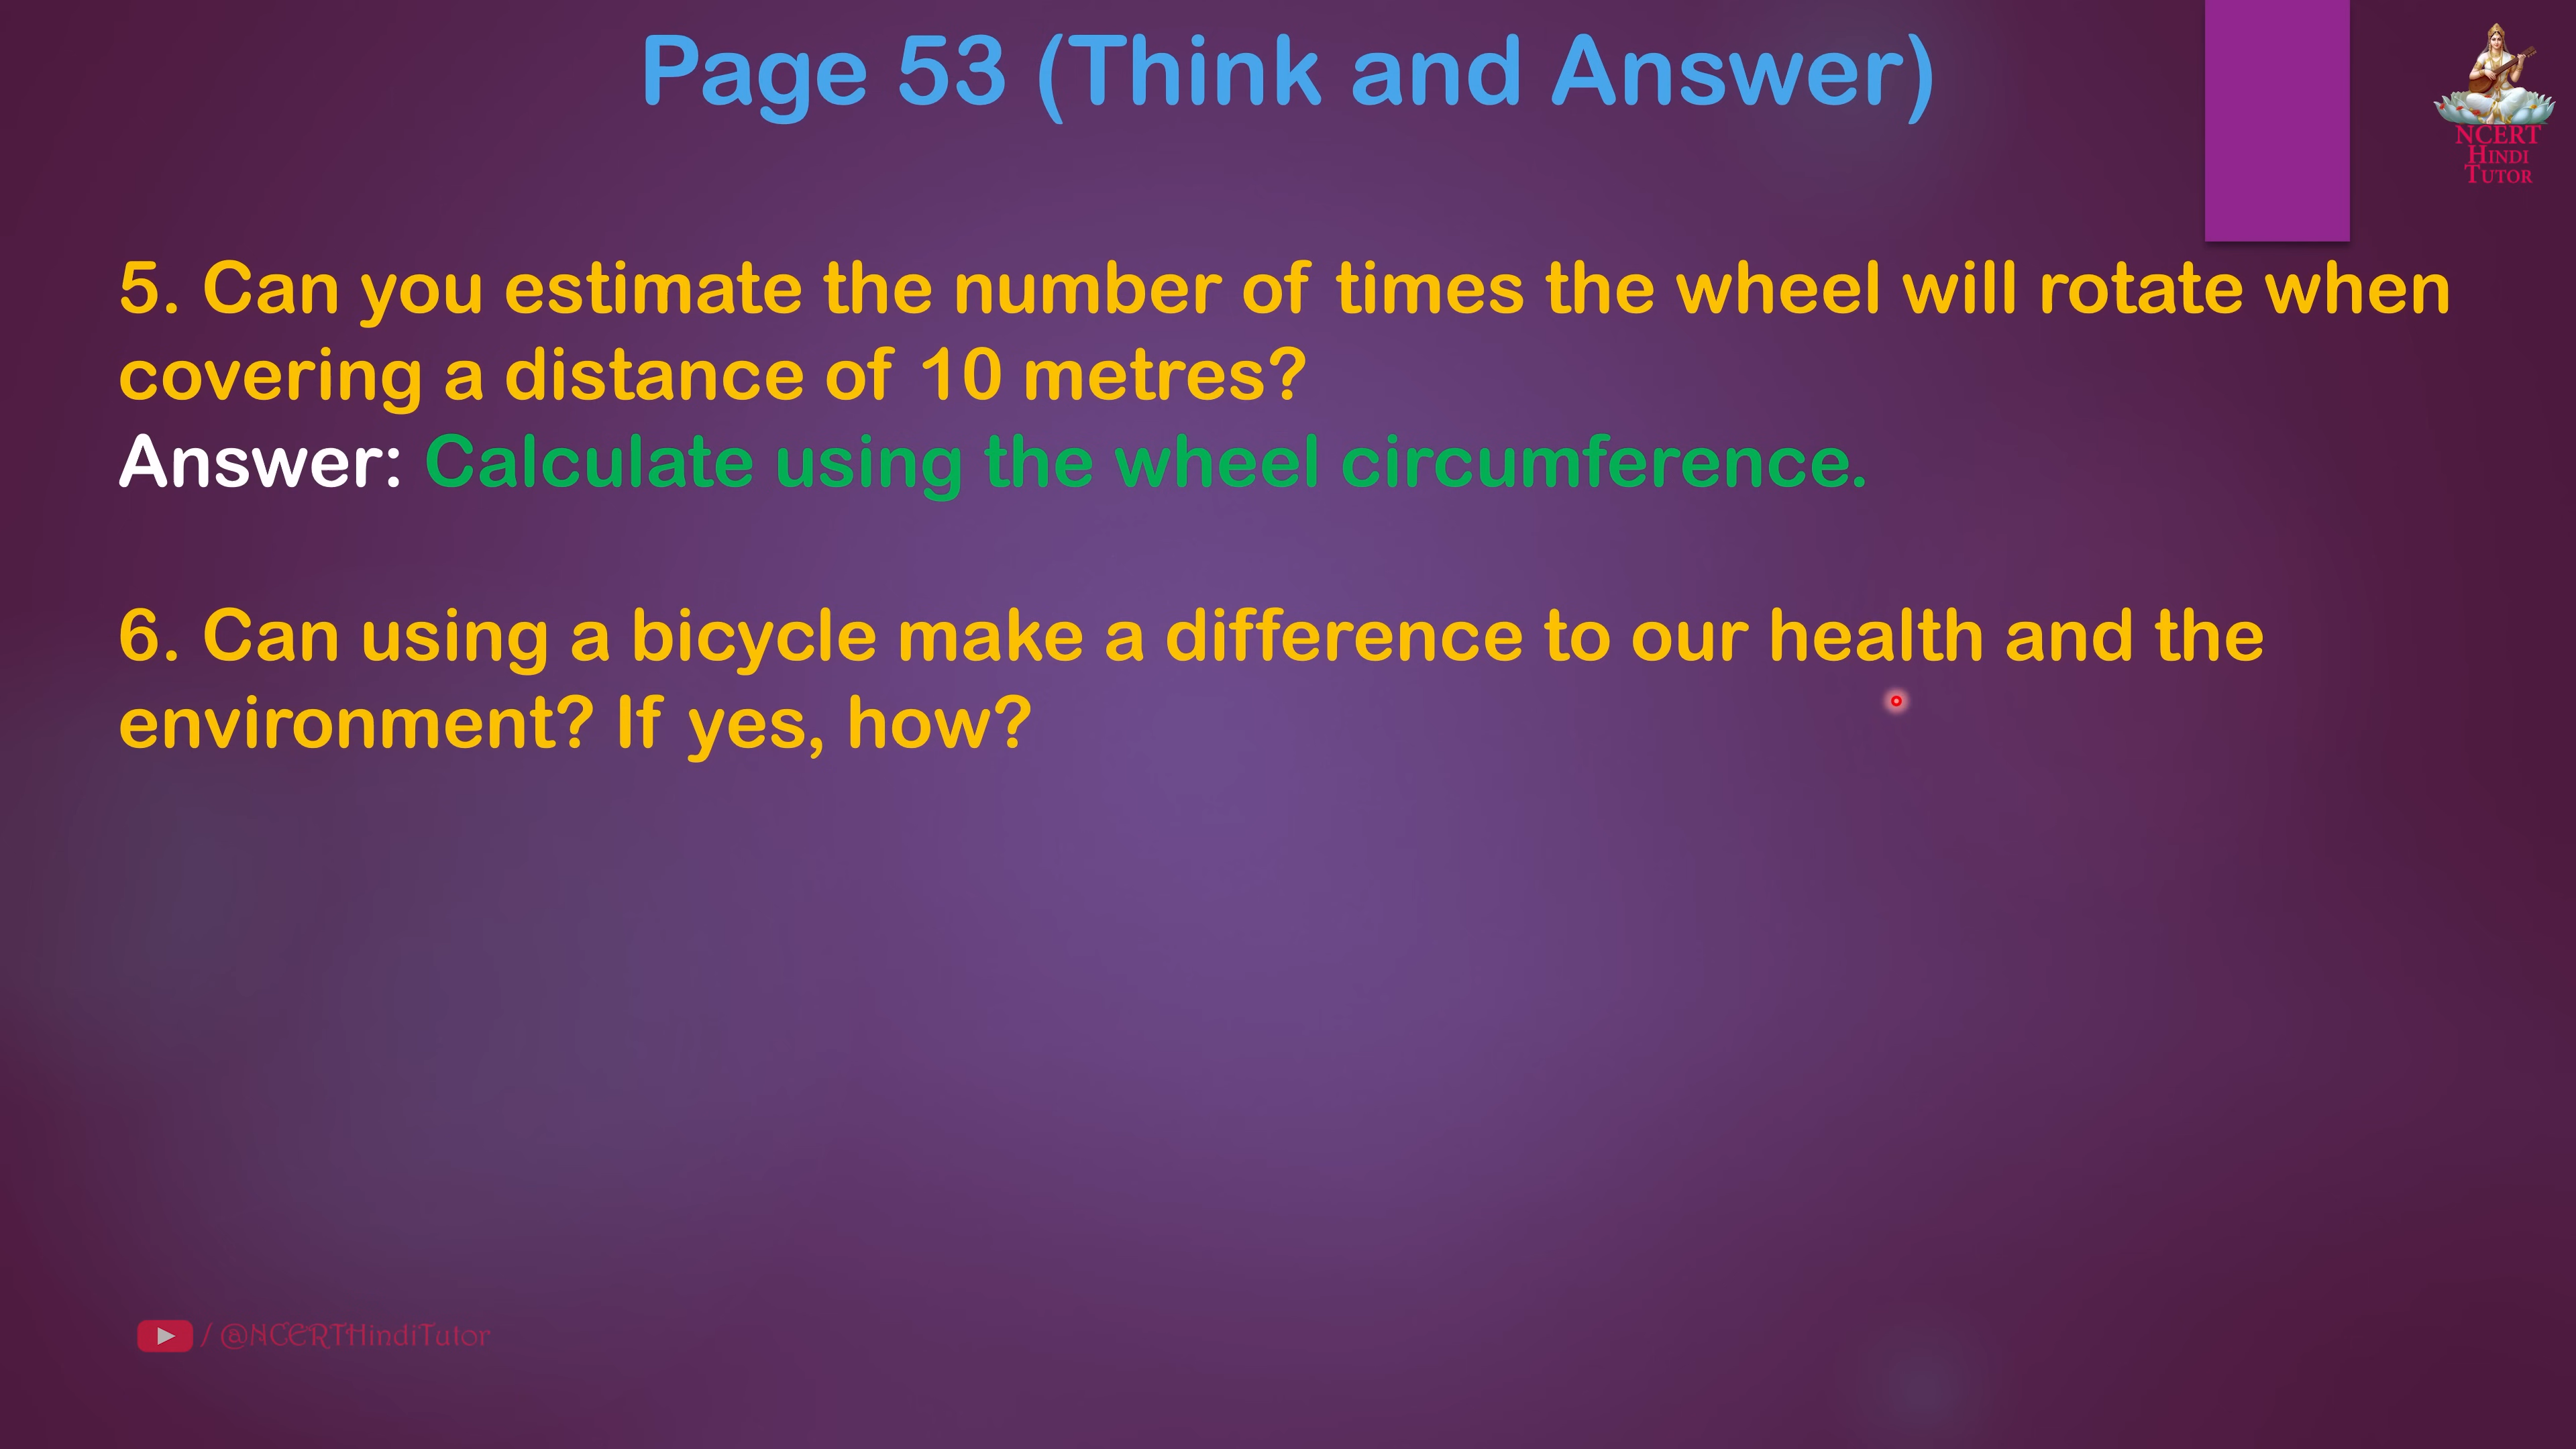 Page 53 (Think and Answer)
NCERT
HINDI
TUTOR
5. Can you estimate the number of times the wheel will rotate when
covering a distance of 10 metres?
Answer: Calculate using the wheel circumference.
6. Can using a bicycle make a difference to our health and the
environment? If yes, how?
/ @NCERTHindiTutor